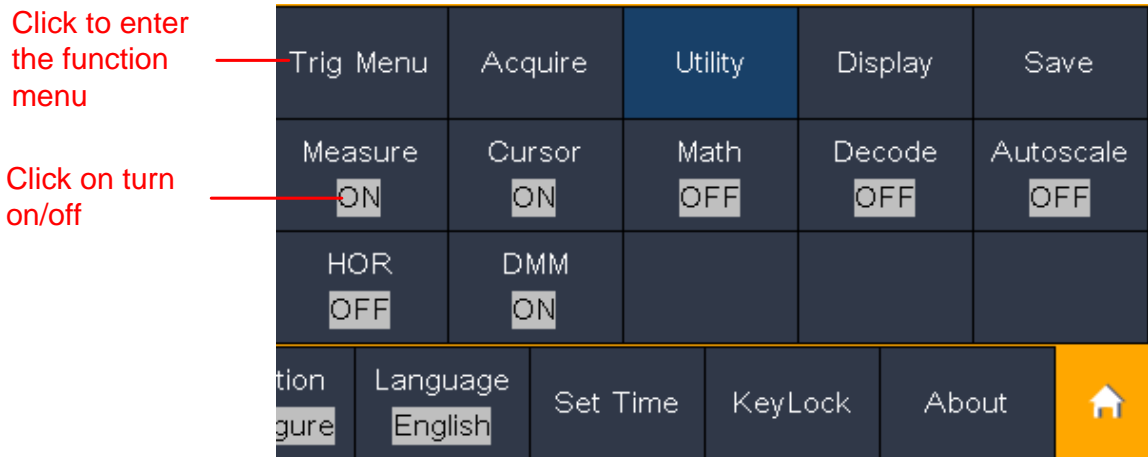 Click to enter
the function
menu
Trig Menu Acquire Utility Display Save
Click on turn
on/off
Measure Cursor Math Decode Autoscale
ON ON OFF OFF OFF
HOR DMM
OFF ON
tion Language Set Time KeyLock About
gure English